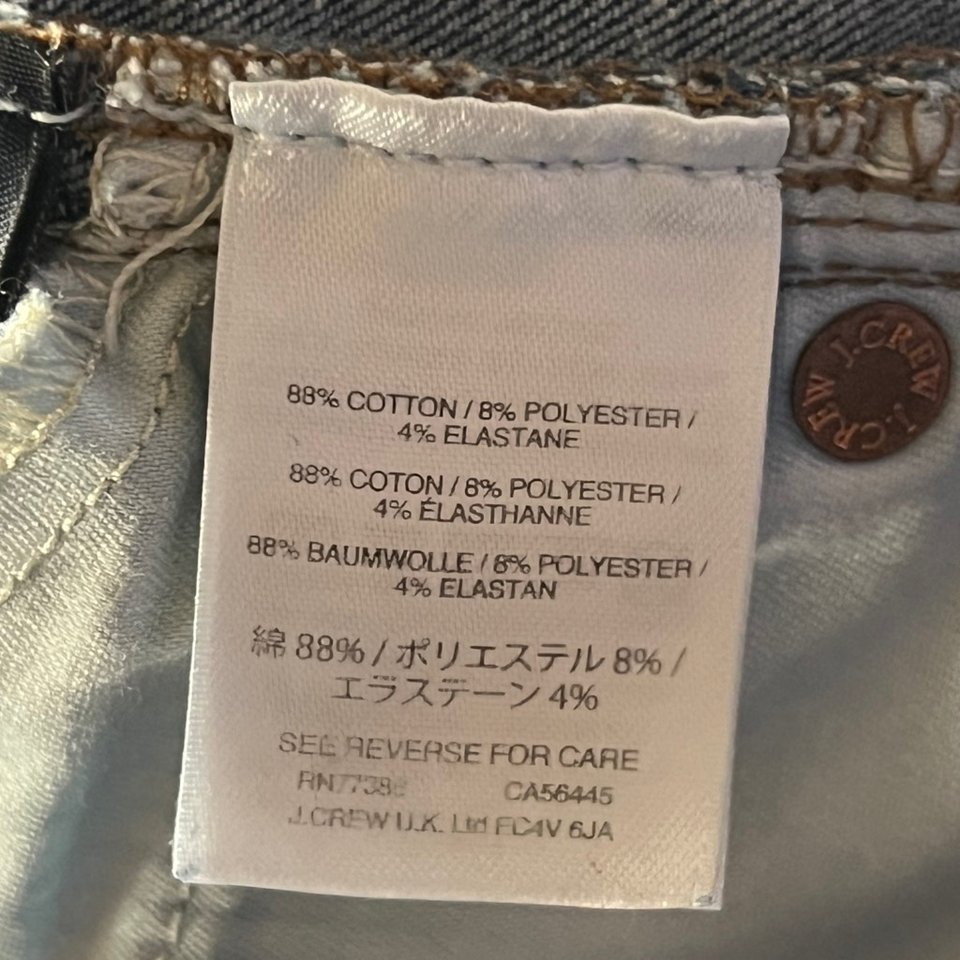 88% COTTON / 8% POLYESTER /
4% ELASTANE
88% COTON / 8% POLYESTER /
4% ÉLASTHANNE
88% BAUMWOLLE / 8% POLYESTER /
4% ELASTAN
綿 88% / ポリエステル 8% /
エラステーン 4%
SEE REVERSE FOR CARE
CA56445
J.CREW U.K. Ltd EC4V 6JA
J.CREW J.CREW